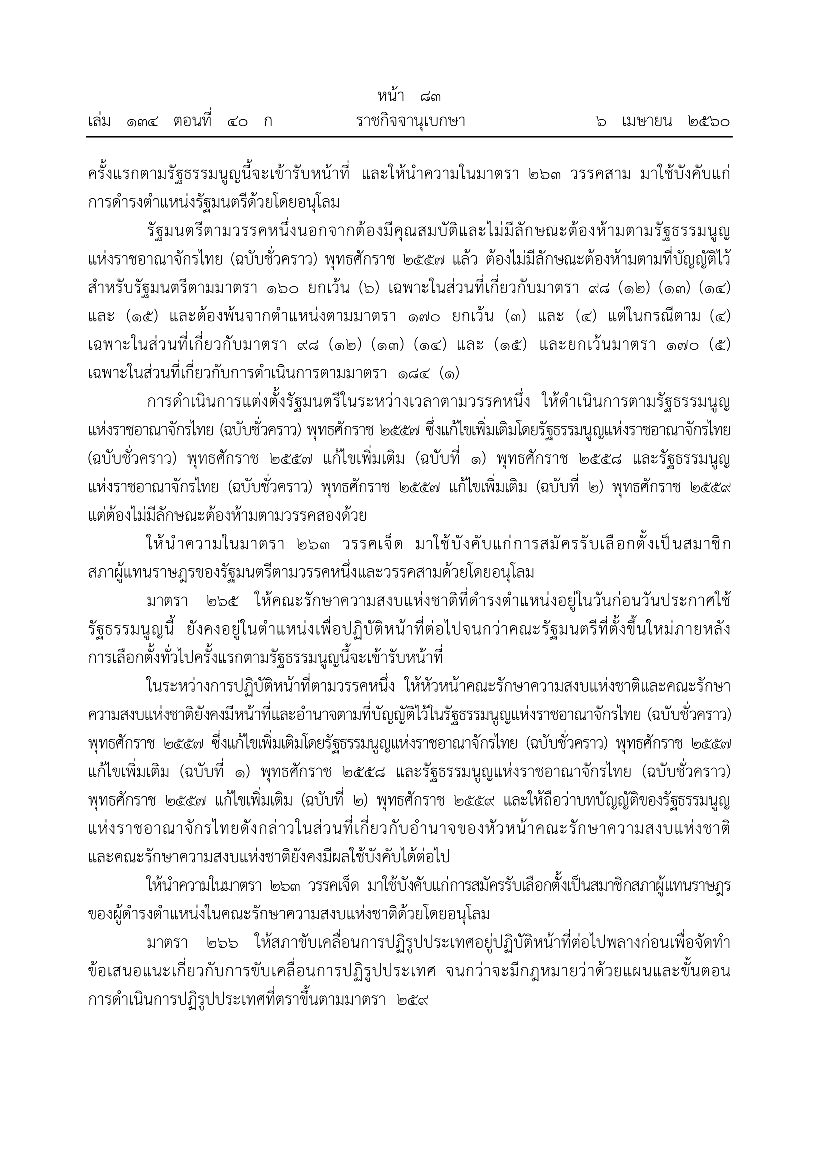 หน้า ๘๓
เล่ม ๑๓๔ ตอนที่ ๔๐ ก ราชกิจจานุเบกษา ๖ เมษายน ๒๕๖๐
ครั้งแรกตามรัฐธรรมนูญนี้จะเข้ารับหน้าที่ และให้นำความในมาตรา ๒๖๓ วรรคสาม มาใช้บังคับแก่
การดำรงตำแหน่งรัฐมนตรีด้วยโดยอนุโลม
รัฐมนตรีตามวรรคหนึ่งนอกจากต้องมีคุณสมบัติและไม่มีลักษณะต้องห้ามตามรัฐธรรมนูญ
แห่งราชอาณาจักรไทย (ฉบับชั่วคราว) พุทธศักราช ๒๕๕๗ แล้ว ต้องไม่มีลักษณะต้องห้ามตามที่บัญญัติไว้
สำหรับรัฐมนตรีตามมาตรา ๑๖๐ ยกเว้น (๖) เฉพาะในส่วนที่เกี่ยวกับมาตรา ๙๘ (๑๒) (๑๓) (๑๔)
และ (๑๕) และต้องพ้นจากตำแหน่งตามมาตรา ๑๗๐ ยกเว้น (๓) และ (๔) แต่ในกรณีตาม (๔)
เฉพาะในส่วนที่เกี่ยวกับมาตรา ๙๘ (๑๒) (๑๓) (๑๔) และ (๑๕) และยกเว้นมาตรา ๑๗๐ (๕)
เฉพาะในส่วนที่เกี่ยวกับการดำเนินการตามมาตรา ๑๘๔ (๑)
การดำเนินการแต่งตั้งรัฐมนตรีในระหว่างเวลาตามวรรคหนึ่ง ให้ดำเนินการตามรัฐธรรมนูญ
แห่งราชอาณาจักรไทย (ฉบับชั่วคราว) พุทธศักราช ๒๕๕๗ ซึ่งแก้ไขเพิ่มเติมโดยรัฐธรรมนูญแห่งราชอาณาจักรไทย
(ฉบับชั่วคราว) พุทธศักราช ๒๕๕๗ แก้ไขเพิ่มเติม (ฉบับที่ ๑) พุทธศักราช ๒๕๕๘ และรัฐธรรมนูญ
แห่งราชอาณาจักรไทย (ฉบับชั่วคราว) พุทธศักราช ๒๕๕๗ แก้ไขเพิ่มเติม (ฉบับที่ ๒) พุทธศักราช ๒๕๕๙
แต่ต้องไม่มีลักษณะต้องห้ามตามวรรคสองด้วย
ให้นำความในมาตรา ๒๖๓ วรรคเจ็ด มาใช้บังคับแก่การสมัครรับเลือกตั้งเป็นสมาชิก
สภาผู้แทนราษฎรของรัฐมนตรีตามวรรคหนึ่งและวรรคสามด้วยโดยอนุโลม
มาตรา ๒๖๕ ให้คณะรักษาความสงบแห่งชาติที่ดำรงตำแหน่งอยู่ในวันก่อนวันประกาศใช้
รัฐธรรมนูญนี้ ยังคงอยู่ในตำแหน่งเพื่อปฏิบัติหน้าที่ต่อไปจนกว่าคณะรัฐมนตรีที่ตั้งขึ้นใหม่ภายหลัง
การเลือกตั้งทั่วไปครั้งแรกตามรัฐธรรมนูญนี้จะเข้ารับหน้าที่
ในระหว่างการปฏิบัติหน้าที่ตามวรรคหนึ่ง ให้หัวหน้าคณะรักษาความสงบแห่งชาติและคณะรักษา
ความสงบแห่งชาติยังคงมีหน้าที่และอำนาจตามที่บัญญัติไว้ในรัฐธรรมนูญแห่งราชอาณาจักรไทย (ฉบับชั่วคราว)
พุทธศักราช ๒๕๕๗ ซึ่งแก้ไขเพิ่มเติมโดยรัฐธรรมนูญแห่งราชอาณาจักรไทย (ฉบับชั่วคราว) พุทธศักราช ๒๕๕๗
แก้ไขเพิ่มเติม (ฉบับที่ ๑) พุทธศักราช ๒๕๕๘ และรัฐธรรมนูญแห่งราชอาณาจักรไทย (ฉบับชั่วคราว)
พุทธศักราช ๒๕๕๗ แก้ไขเพิ่มเติม (ฉบับที่ ๒) พุทธศักราช ๒๕๕๙ และให้ถือว่าบทบัญญัติของรัฐธรรมนูญ
แห่งราชอาณาจักรไทยดังกล่าวในส่วนที่เกี่ยวกับอำนาจของหัวหน้าคณะรักษาความสงบแห่งชาติ
และคณะรักษาความสงบแห่งชาติยังคงมีผลใช้บังคับได้ต่อไป
ให้นำความในมาตรา ๒๖๓ วรรคเจ็ด มาใช้บังคับแก่การสมัครรับเลือกตั้งเป็นสมาชิกสภาผู้แทนราษฎร
ของผู้ดำรงตำแหน่งในคณะรักษาความสงบแห่งชาติด้วยโดยอนุโลม
มาตรา ๒๖๖ ให้สภาขับเคลื่อนการปฏิรูปประเทศอยู่ปฏิบัติหน้าที่ต่อไปพลางก่อนเพื่อจัดทำ
ข้อเสนอแนะเกี่ยวกับการขับเคลื่อนการปฏิรูปประเทศ จนกว่าจะมีกฎหมายว่าด้วยแผนและขั้นตอน
การดำเนินการปฏิรูปประเทศที่ตราขึ้นตามมาตรา ๒๕๙